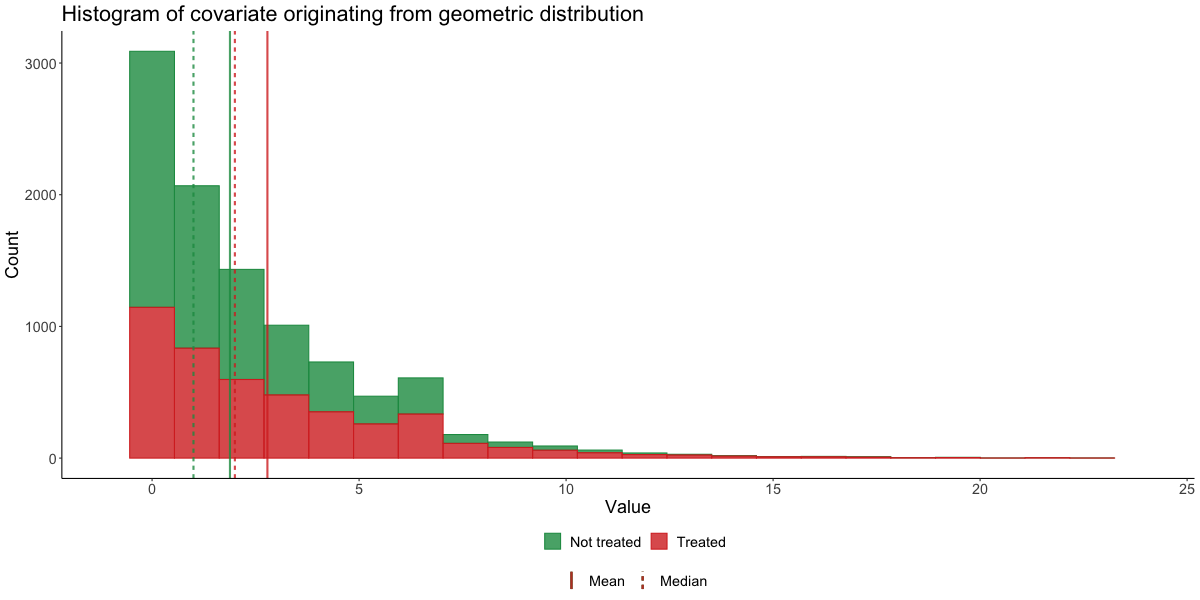 Histogram of covariate originating from geometric distribution
Count
3000
2000
1000
0
0 5 10 15 20 25
Value
Not treated Treated
Mean Median